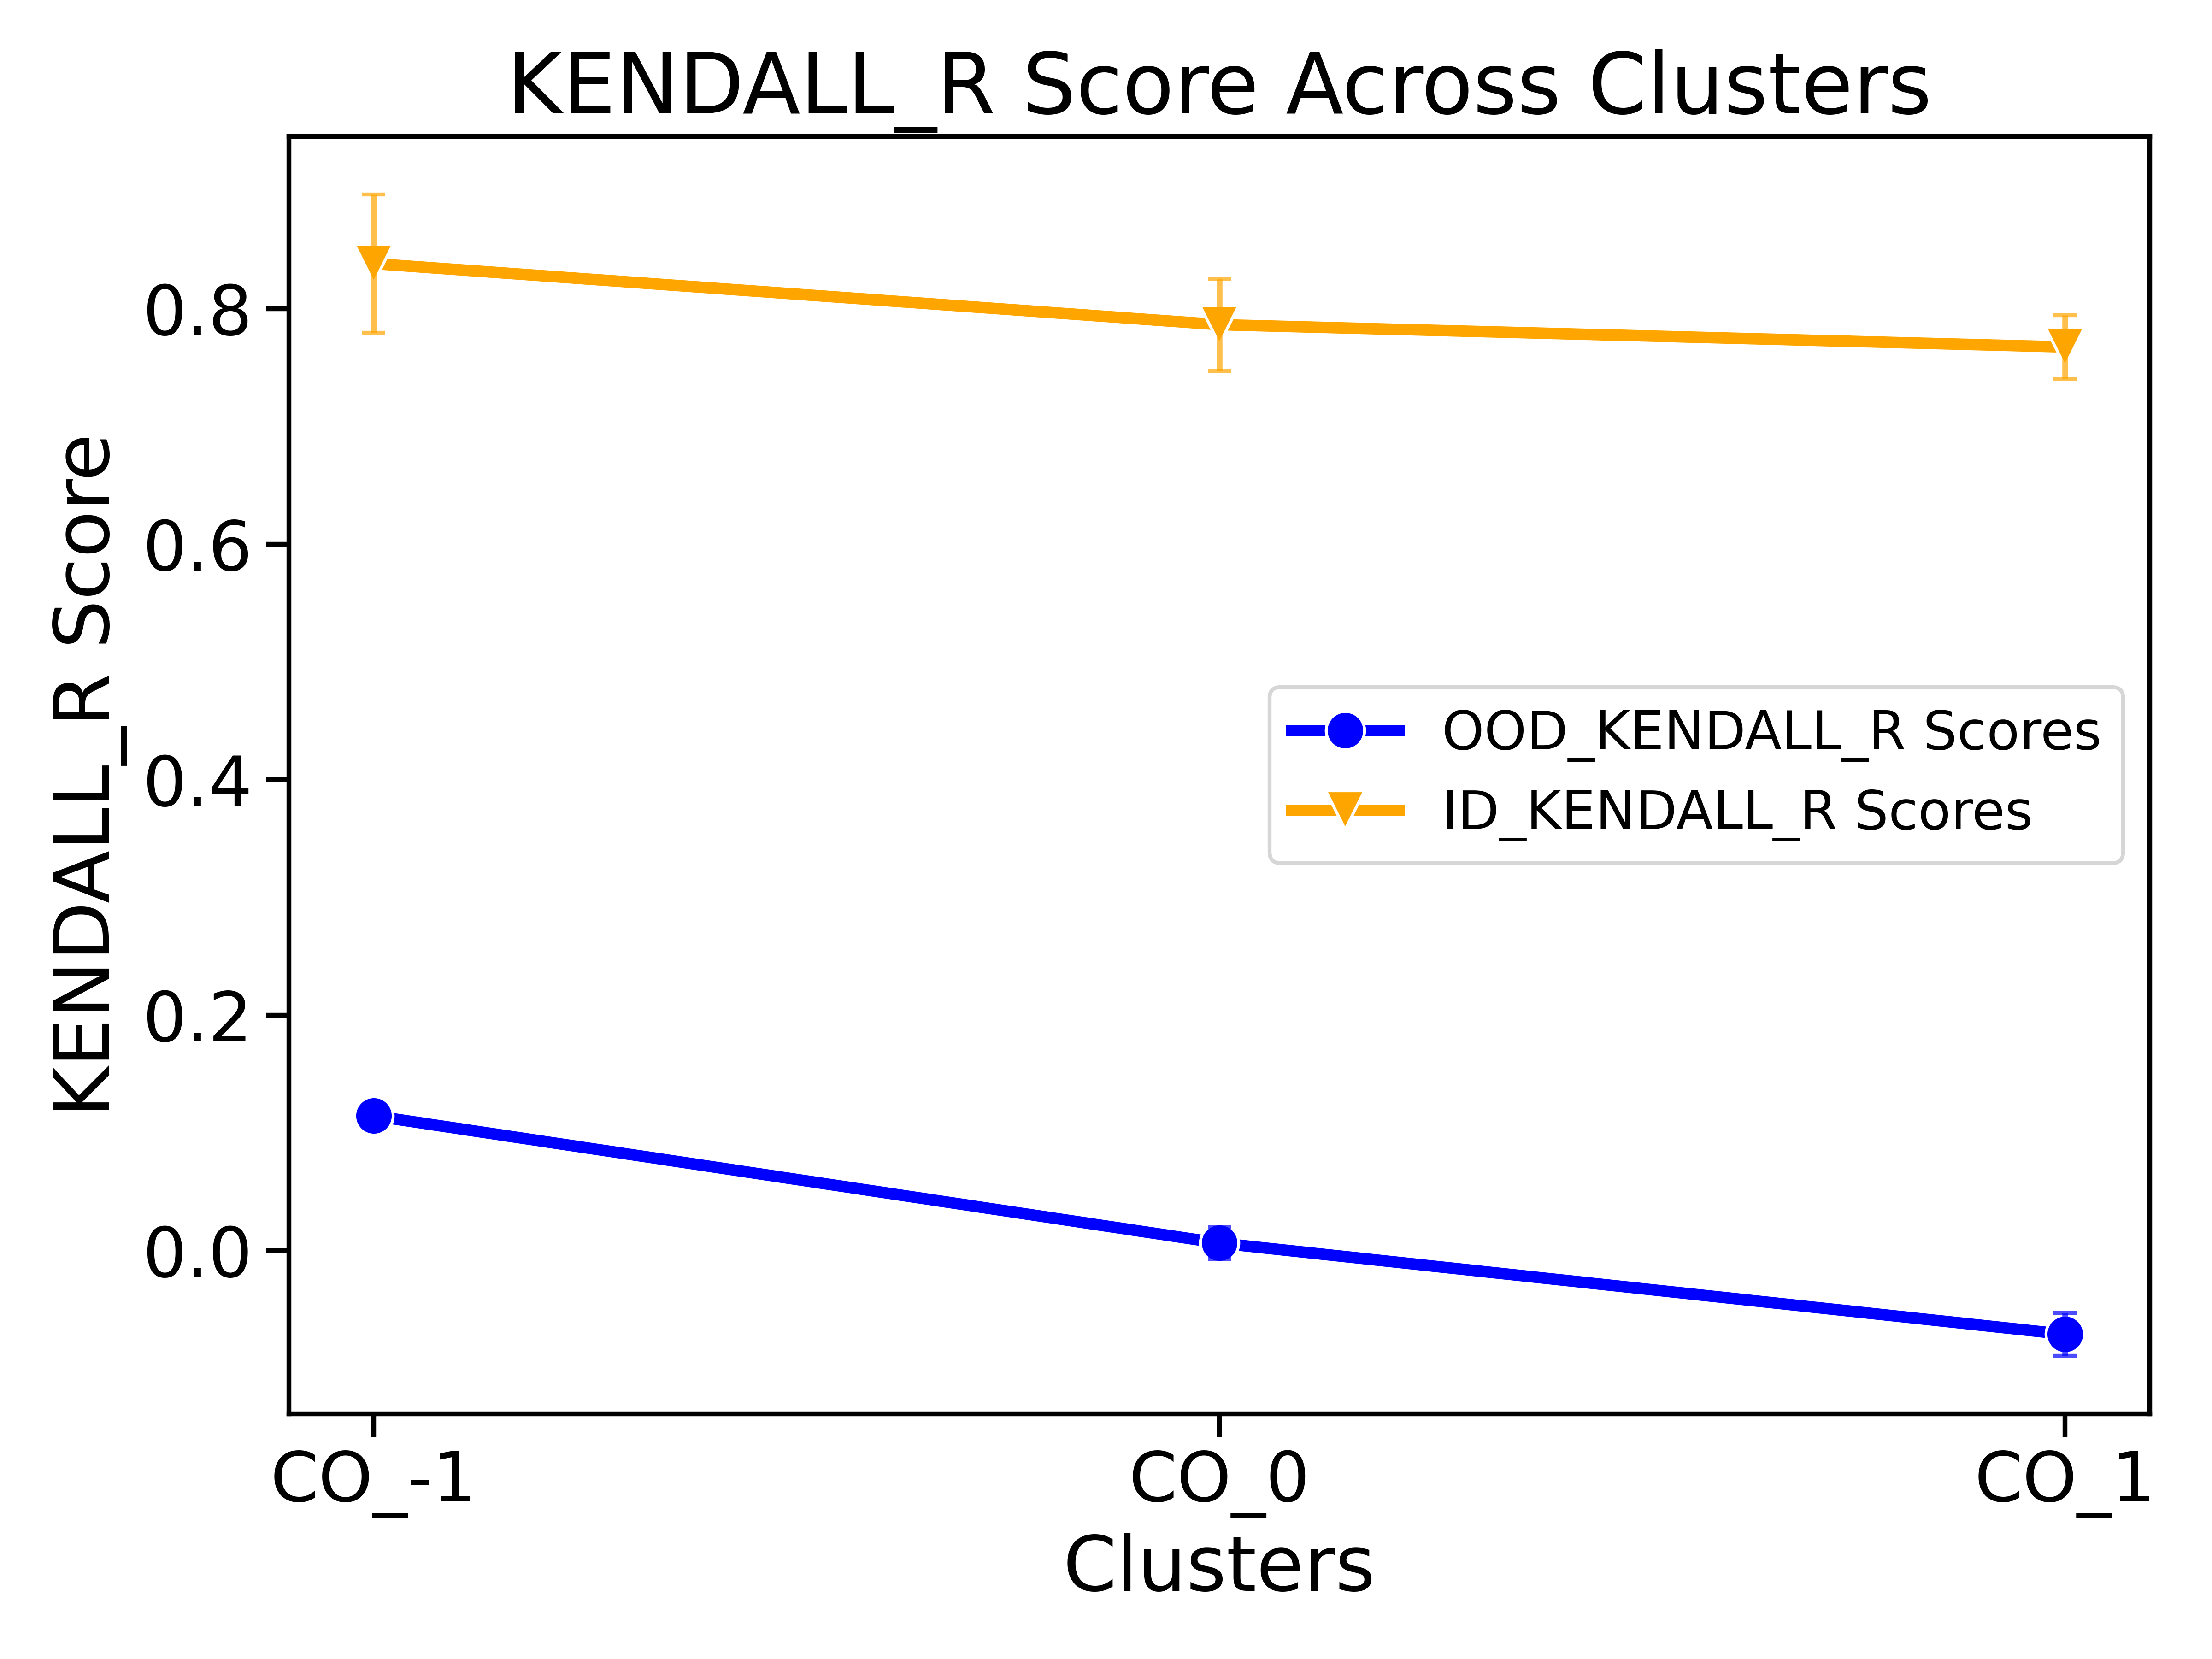 KENDALL_R Score Across Clusters
KENDALL_R Score
0.8
0.6
0.4
0.2
0.0
OOD_KENDALL_R Scores
ID_KENDALL_R Scores
CO_-1
CO_0
CO_1
Clusters